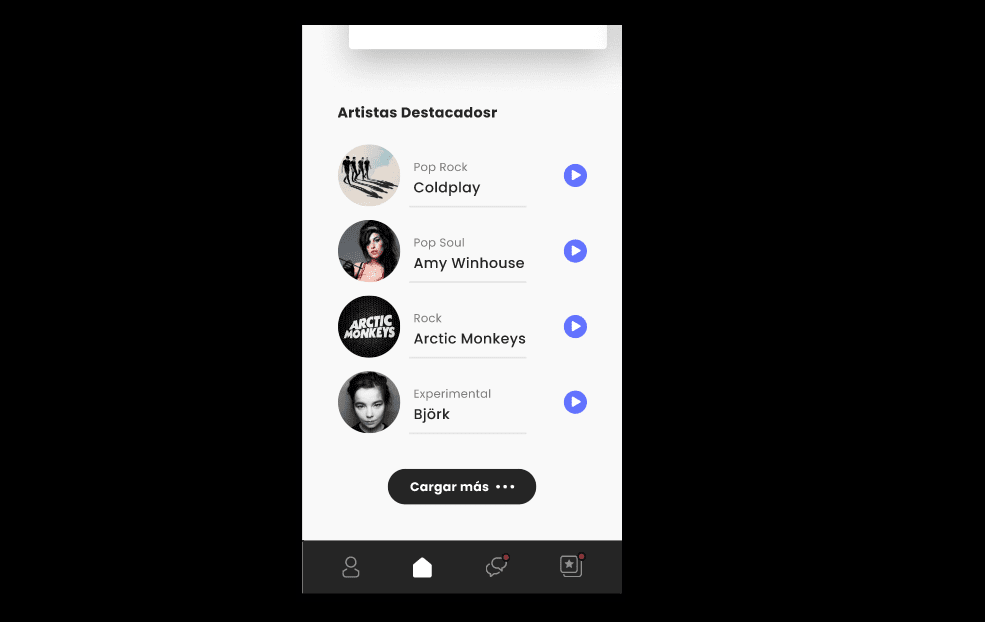 Artistas Destacadosr
Pop Rock
Coldplay
Pop Soul
Amy Winhouse
ARCTIC
MONKEYS
Rock
Arctic Monkeys
Experimental
Björk
Cargar más •••